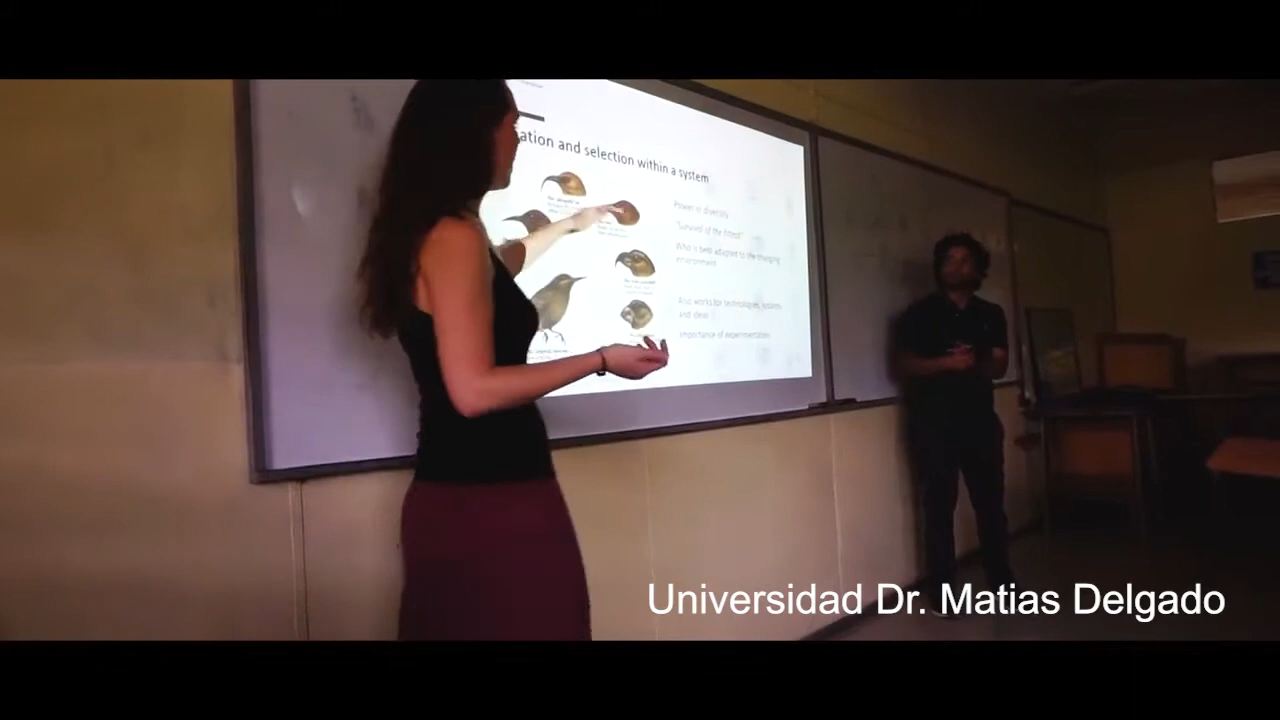 ation and selection within a system
Power in diversity
"Survival of the fittest"
Who is best adapted to the changing
environment
Also works for technologies, systems
and ideas
Importance of experimentation
Universidad Dr. Matias Delgado